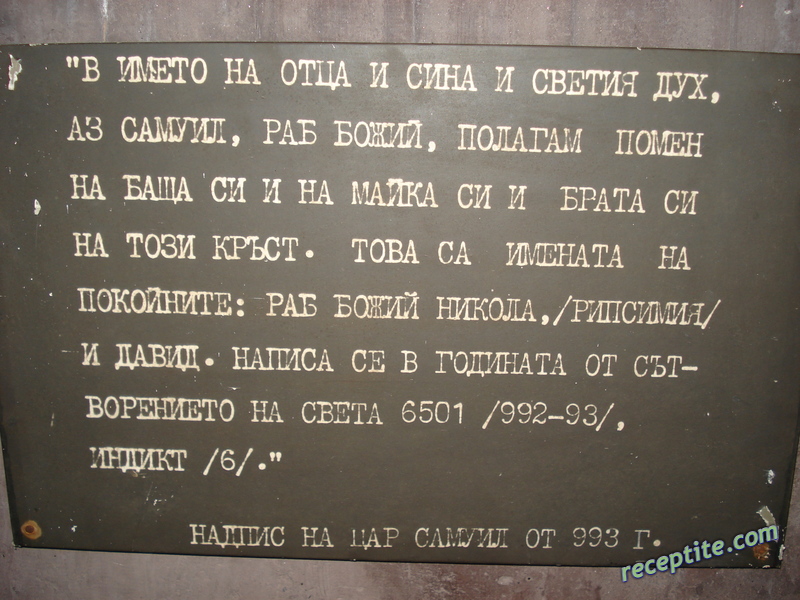 "В ИМЕТО НА ОТЦА И СИНА И СВЕТИЯ ДУХ,
АЗ САМУИЛ, РАБ БОЖИЙ, ПОЛАГАМ ПОМЕН
НА БАЩА СИ И НА МАЙКА СИ И БРАТА СИ
НА ТОЗИ КРЪСТ. ТОВА СА ИМЕНАТА НА
ПОКОЙНИТЕ: РАБ БОЖИЙ НИКОЛА,/РИПСИМИЯ/
И ДАВИД. НАПИСА СЕ В ГОДИНАТА ОТ СЪТ-
ВОРЕНИЕТО НА СВЕТА 6501 /992-93/,
ИНДИКТ /6/."
НАДПИС НА ЦАР САМУИЛ ОТ 993 Г.
receptite.com